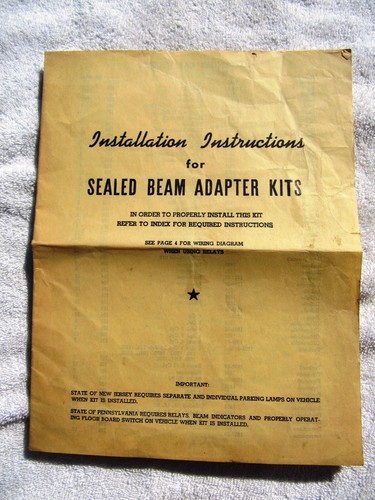 Installation Instructions
for
SEALED BEAM ADAPTER KITS
IN ORDER TO PROPERLY INSTALL THIS KIT
REFER TO INDEX FOR REQUIRED INSTRUCTIONS
SEE PAGE 4 FOR WIRING DIAGRAM
WHEN USING RELAYS
IMPORTANT:
STATE OF NEW JERSEY REQUIRES SEPARATE AND INDIVIDUAL PARKING LAMPS ON VEHICLE
WHEN KIT IS INSTALLED.
STATE OF PENNSYLVANIA REQUIRES RELAYS. BEAM INDICATORS AND PROPERLY OPERAT-
ING FLOOR BOARD SWITCH ON VEHICLE WHEN KIT IS INSTALLED.